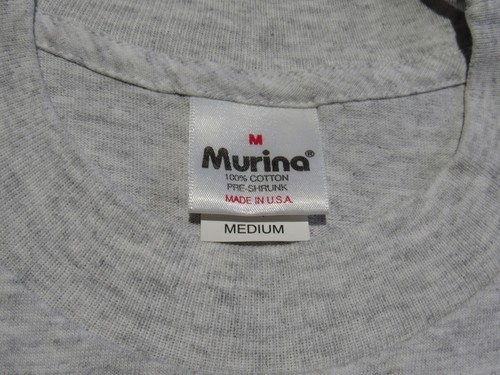 M
Murina®
100% COTTON
PRE-SHRUNK
MADE IN U.S.A.
MEDIUM